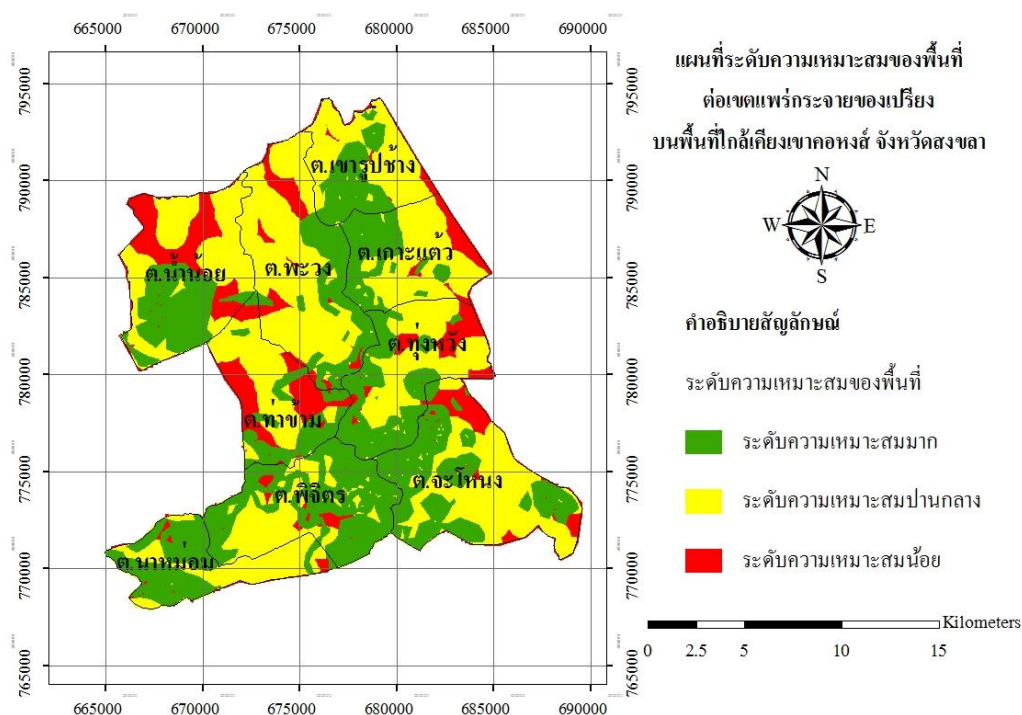 665000 670000 675000 680000 685000 690000
795000
790000
785000
780000
775000
770000
765000
ต.เขารูปช้าง
ต.เกาะแต้ว
ต.พะวง
ต.น้ำน้อย
ต.ทุ่งหวัง
ต.ท่าข้าม
ต.จะโหนง
ต.พิจิตร
ต.นาหม่อม
795000
790000
785000
780000
775000
770000
765000
665000 670000 675000 680000 685000 690000
แผนที่ระดับความเหมาะสมของพื้นที่
ต่อเขตแพร่กระจายของเปรียง
บนพื้นที่ใกล้เคียงเขาคอหงส์ จังหวัดสงขลา
N
W E
S
คำอธิบายสัญลักษณ์
ระดับความเหมาะสมของพื้นที่
ระดับความเหมาะสมมาก
ระดับความเหมาะสมปานกลาง
ระดับความเหมาะสมน้อย
Kilometers
0 2.5 5 10 15